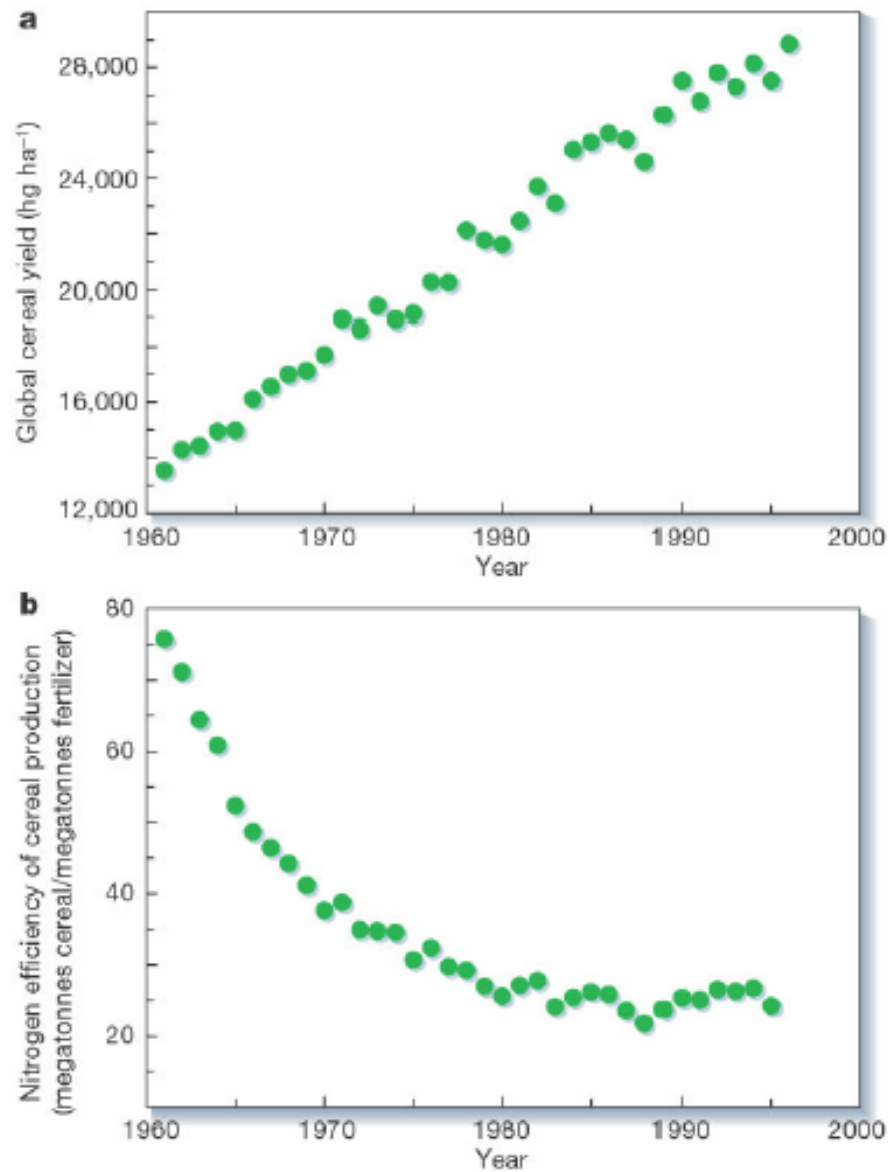 a
Global cereal yield (hg ha⁻¹)
28,000
24,000
20,000
16,000
12,000
1960 1970 1980 1990 2000
Year
b
Nitrogen efficiency of cereal production
(megatonnes cereal/megatonnes fertilizer)
80
60
40
20
1960 1970 1980 1990 2000
Year